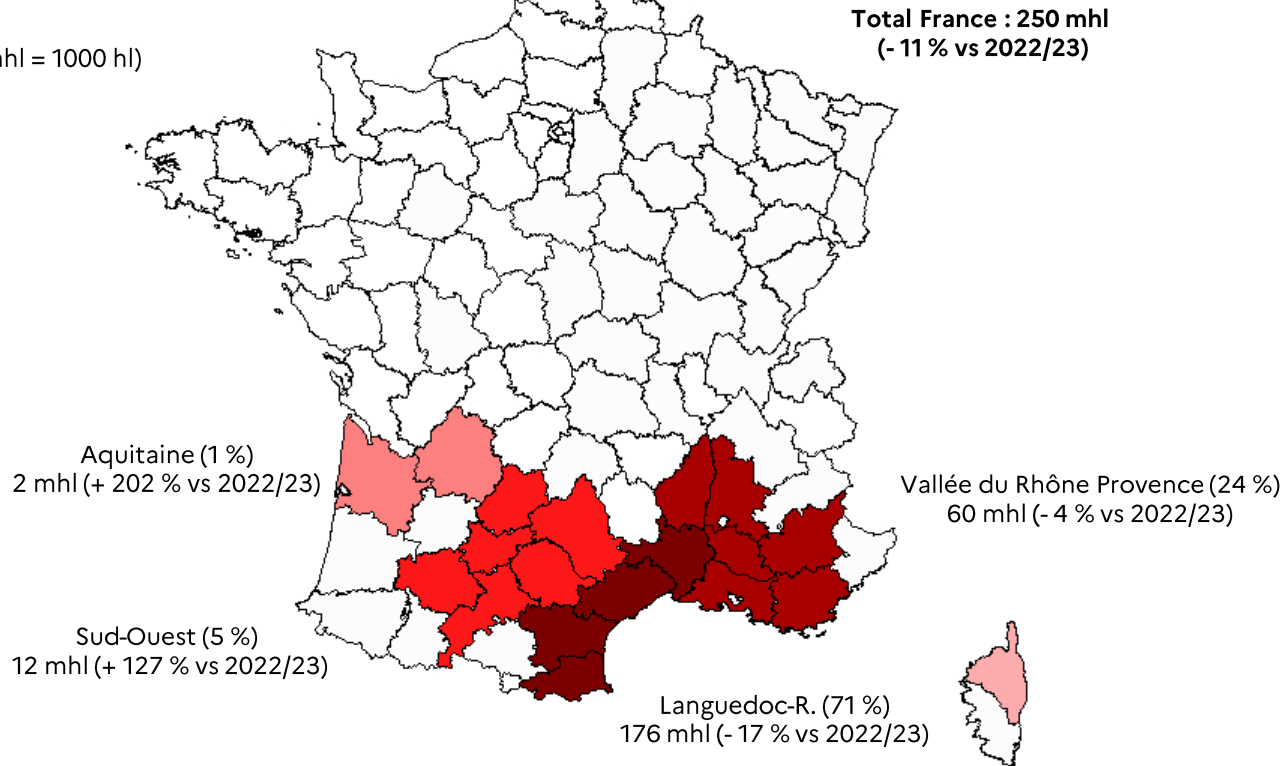 Total France : 250 mhl
(- 11 % vs 2022/23)
= 1000 hl)
Aquitaine (1 %)
2 mhl (+ 202 % vs 2022/23)
Vallée du Rhône Provence (24 %)
60 mhl (- 4 % vs 2022/23)
Sud-Ouest (5 %)
12 mhl (+ 127 % vs 2022/23)
Languedoc-R. (71 %)
176 mhl (- 17 % vs 2022/23)